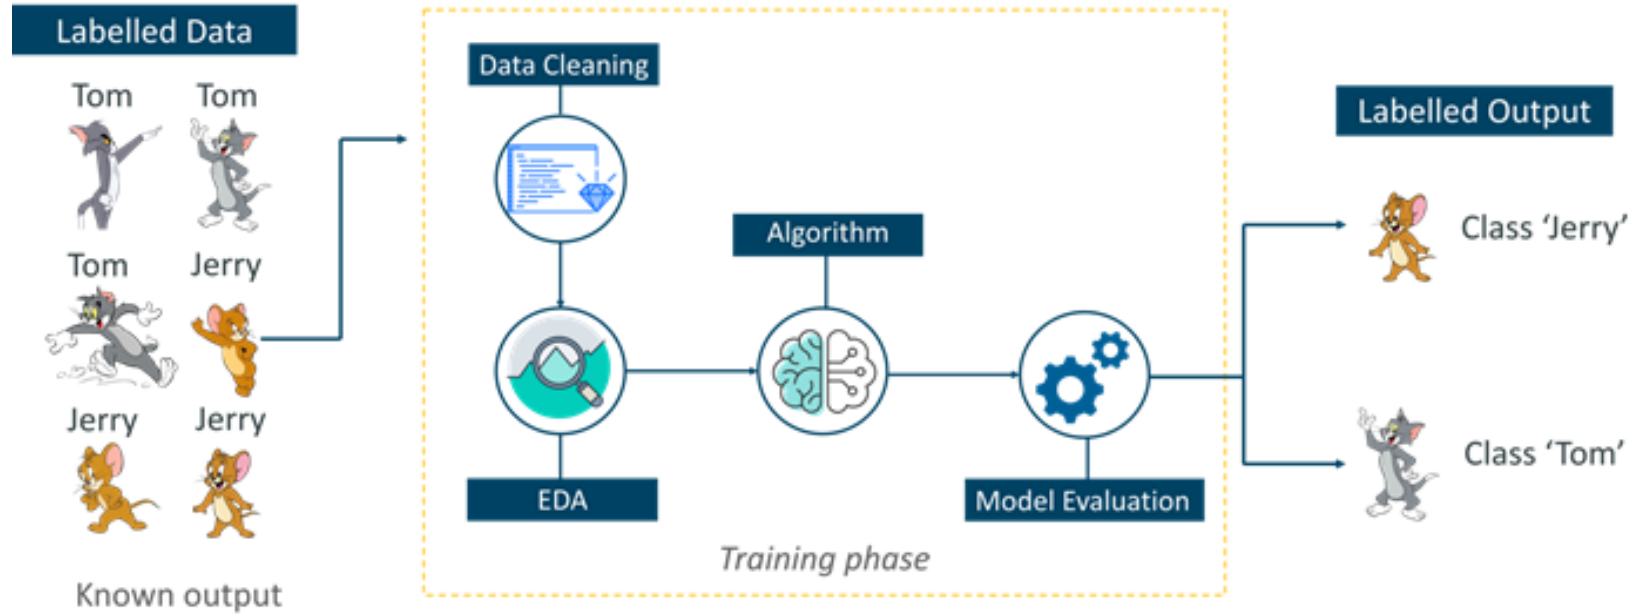 Labelled Data
Tom
Tom
Tom
Jerry
Jerry
Jerry
Known output
Data Cleaning
EDA
Algorithm
Model Evaluation
Training phase
Labelled Output
Class ‘Jerry’
Class ‘Tom’